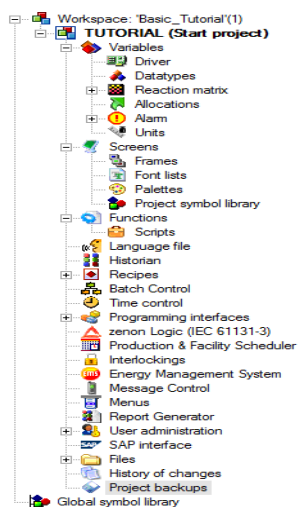 Workspace: 'Basic_Tutorial'(1)
TUTORIAL (Start project)
Variables
Driver
Datatypes
Reaction matrix
Allocations
Alarm
Units
Screens
Frames
Font lists
Palettes
Project symbol library
Functions
Scripts
Language file
Historian
Recipes
Batch Control
Time control
Programming interfaces
zenon Logic (IEC 61131-3)
Production & Facility Scheduler
Interlockings
Energy Management System
Message Control
Menus
Report Generator
User administration
SAP interface
Files
History of changes
Project backups
Global symbol library